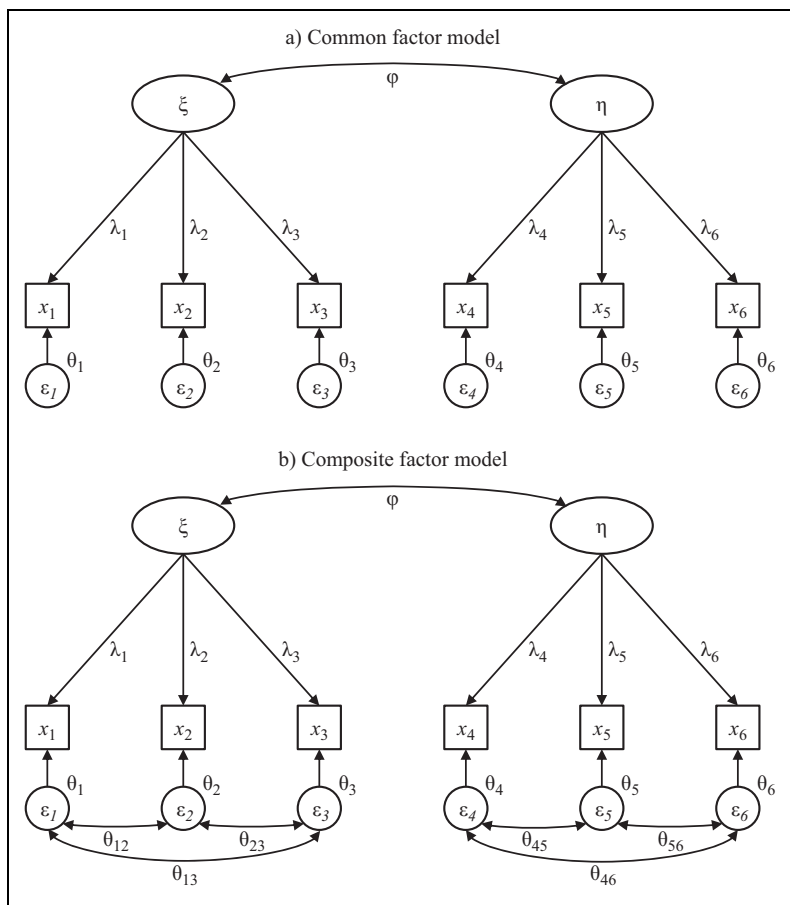 a) Common factor model
φ
ξ η
λ1 λ2 λ3 λ4 λ5 λ6
x1 x2 x3 x4 x5 x6
θ1 θ2 θ3 θ4 θ5 θ6
ε1 ε2 ε3 ε4 ε5 ε6
b) Composite factor model
φ
ξ η
λ1 λ2 λ3 λ4 λ5 λ6
x1 x2 x3 x4 x5 x6
θ1 θ2 θ3 θ4 θ5 θ6
ε1 ε2 ε3 ε4 ε5 ε6
θ12 θ23 θ45 θ56
θ13 θ46